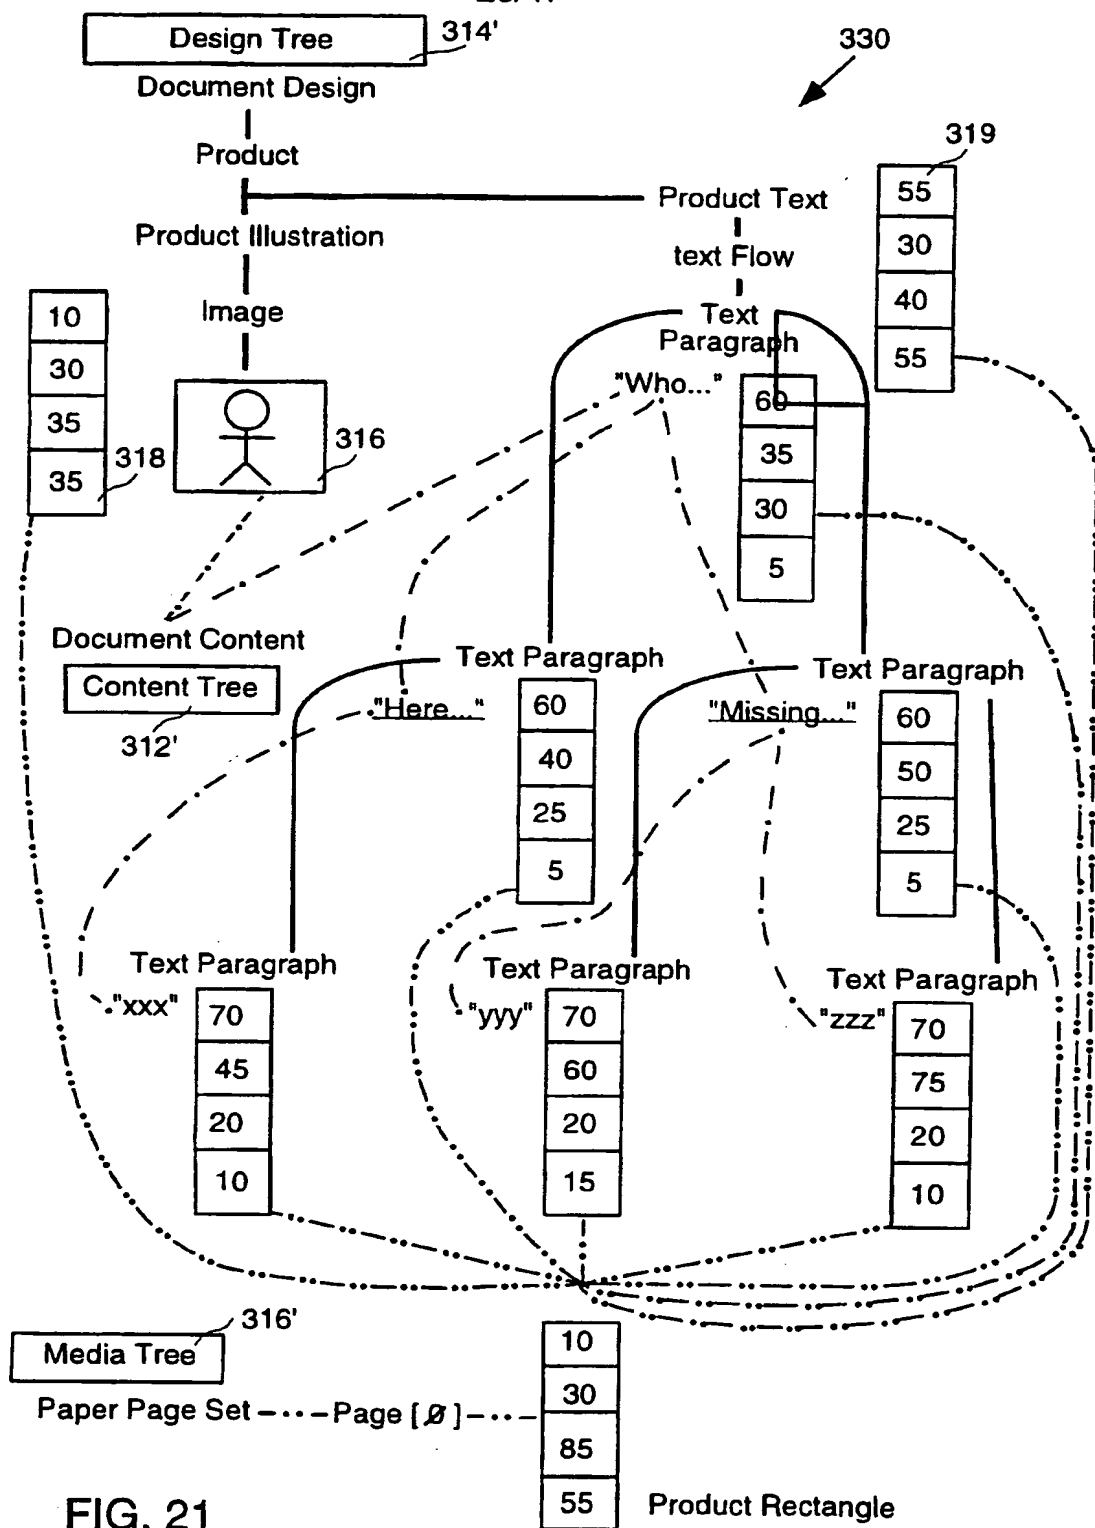 Design Tree
314'
330
Document Design
319
Product
55
30
40
55
Product Text
Product Illustration
text Flow
Image
Text
Paragraph
10
30
35
35
318
316
"Who..."
60
35
30
5
Document Content
Content Tree
312'
Text Paragraph
"Here..."
60
40
25
5
Text Paragraph
"Missing..."
60
50
25
5
Text Paragraph
"xxx"
70
45
20
10
Text Paragraph
"yyy"
70
60
20
15
Text Paragraph
"zzz"
70
75
20
10
316'
Media Tree
Paper Page Set
Page [Ø]
10
30
85
55
Product Rectangle
FIG. 21